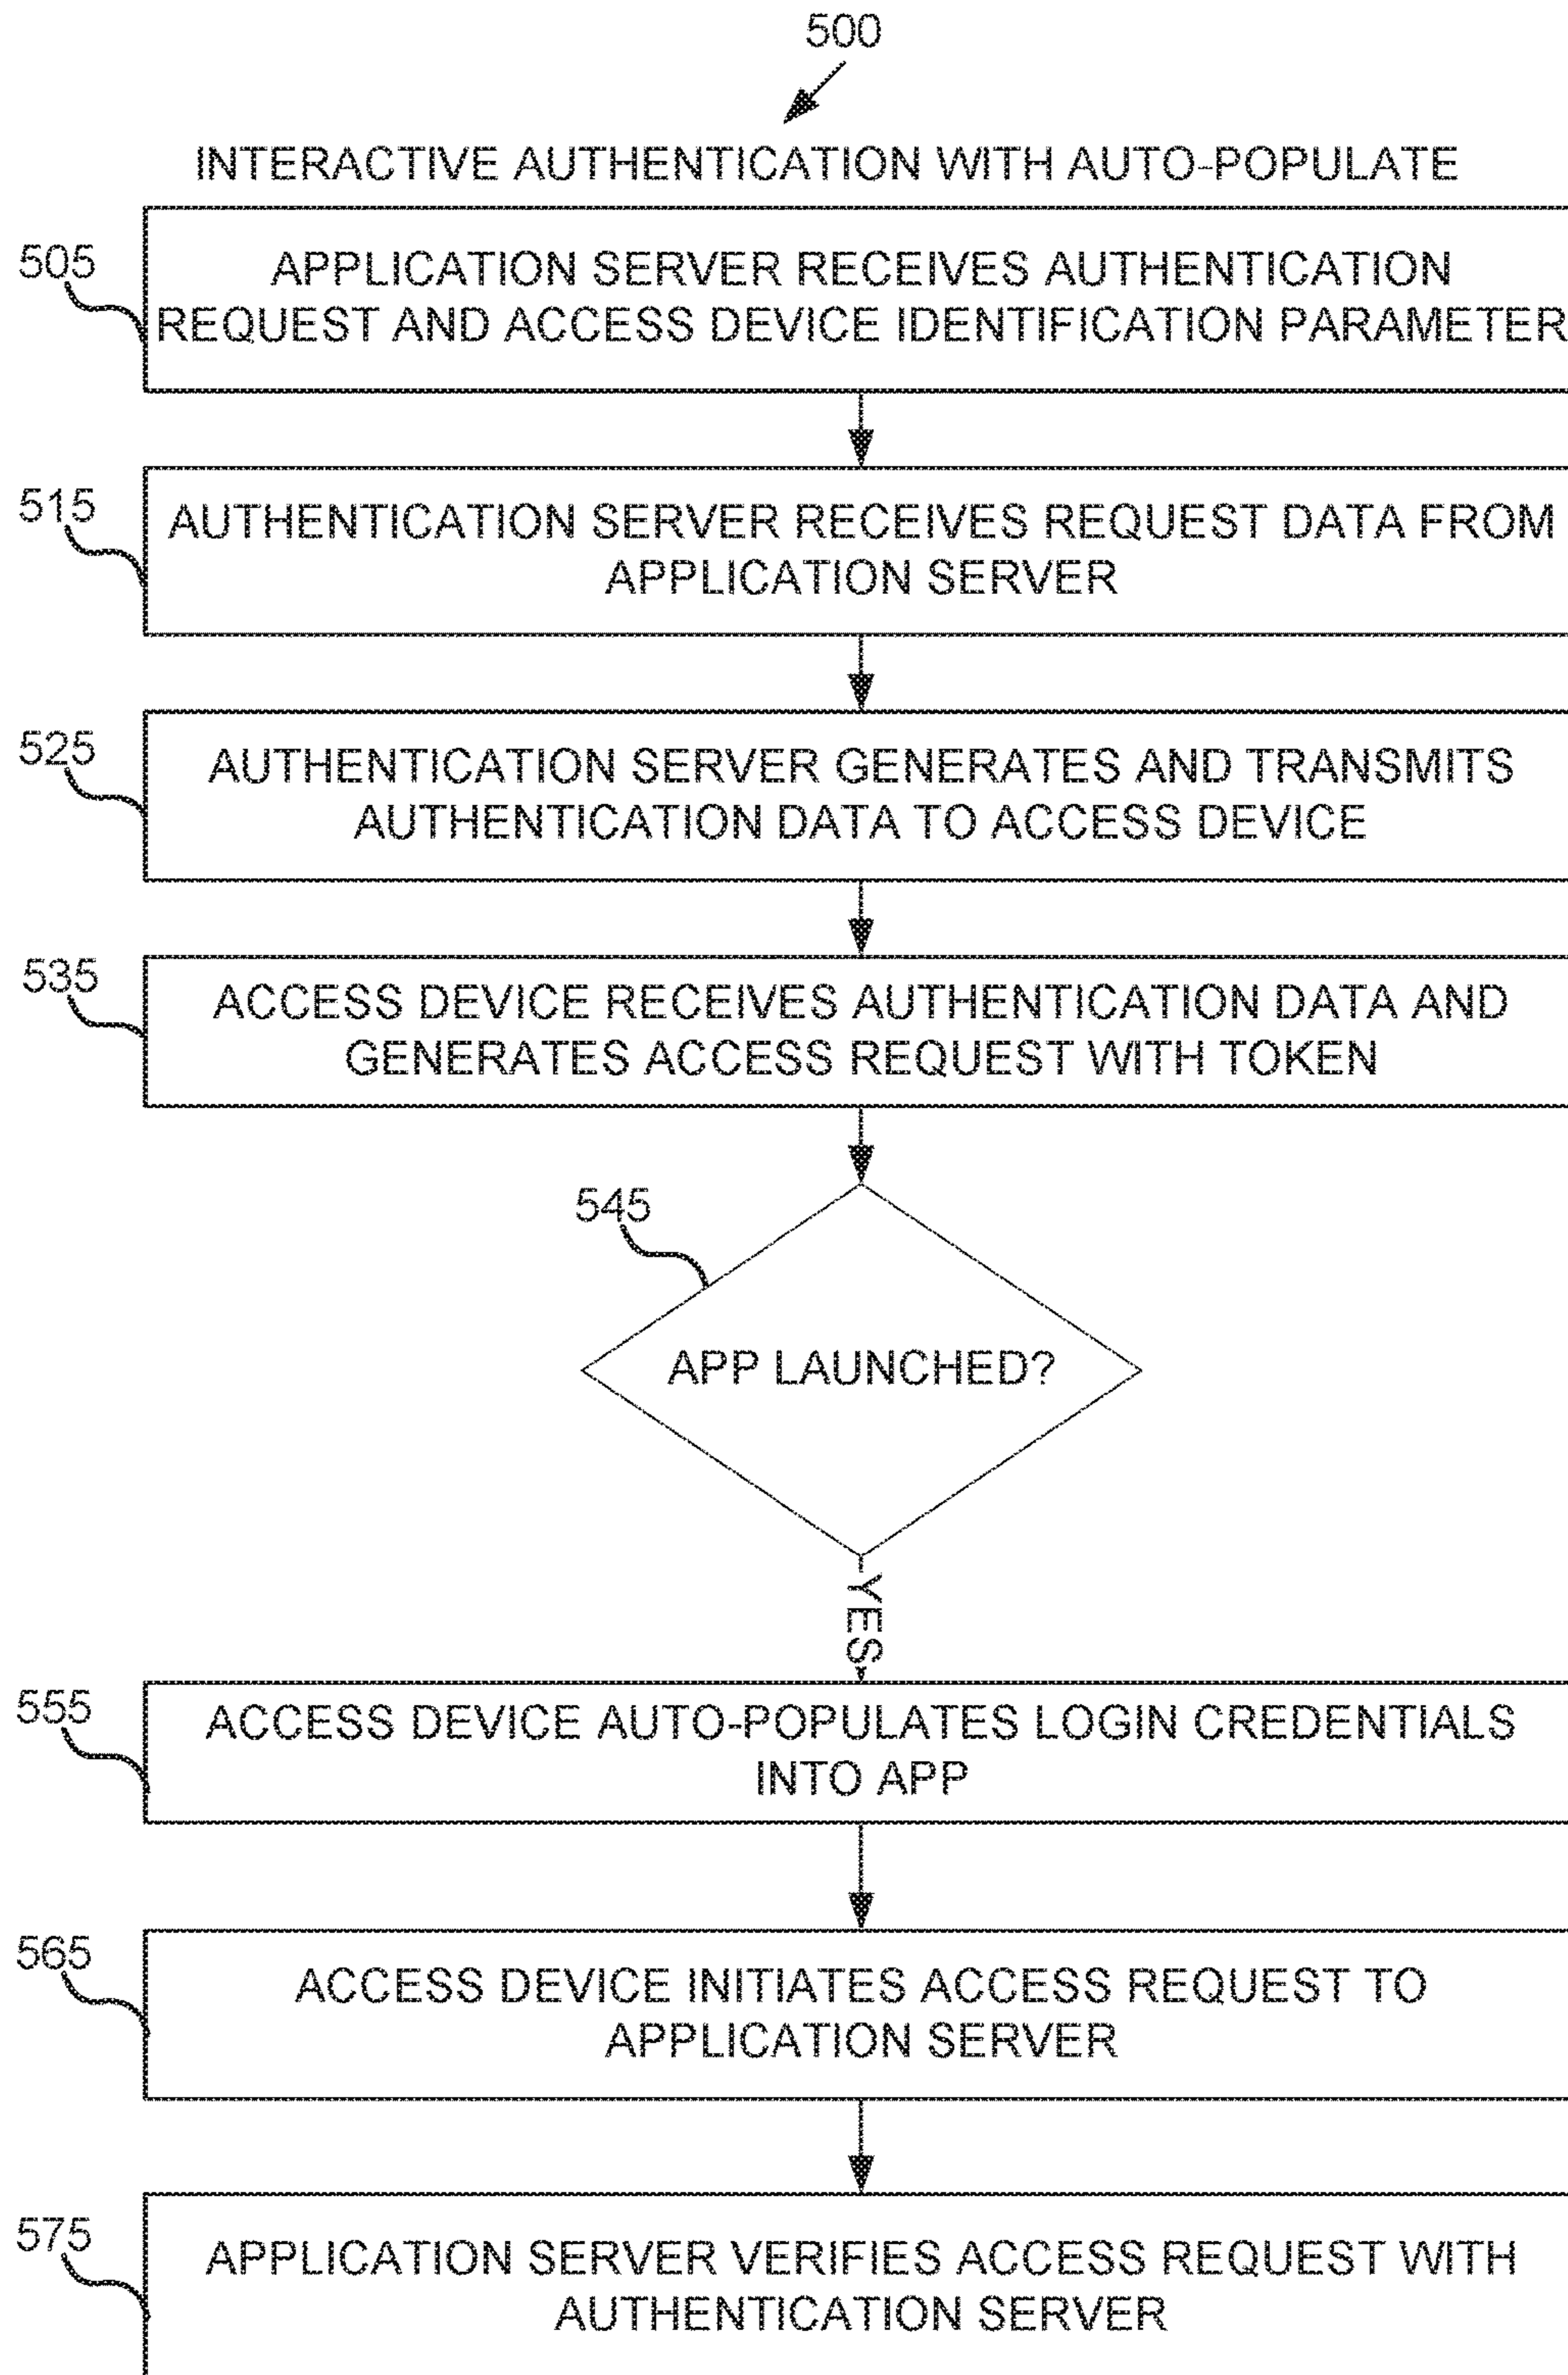 500
INTERACTIVE AUTHENTICATION WITH AUTO-POPULATE
505
APPLICATION SERVER RECEIVES AUTHENTICATION
REQUEST AND ACCESS DEVICE IDENTIFICATION PARAMETER
515
AUTHENTICATION SERVER RECEIVES REQUEST DATA FROM
APPLICATION SERVER
525
AUTHENTICATION SERVER GENERATES AND TRANSMITS
AUTHENTICATION DATA TO ACCESS DEVICE
535
ACCESS DEVICE RECEIVES AUTHENTICATION DATA AND
GENERATES ACCESS REQUEST WITH TOKEN
545
APP LAUNCHED?
YES
555
ACCESS DEVICE AUTO-POPULATES LOGIN CREDENTIALS
INTO APP
565
ACCESS DEVICE INITIATES ACCESS REQUEST TO
APPLICATION SERVER
575
APPLICATION SERVER VERIFIES ACCESS REQUEST WITH
AUTHENTICATION SERVER